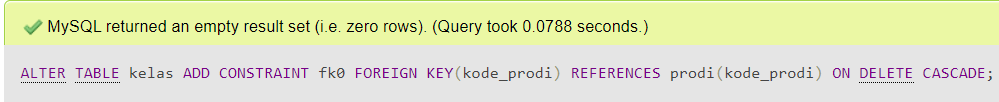 MySQL returned an empty result set (i.e. zero rows). (Query took 0.0788 seconds.)
ALTER TABLE kelas ADD CONSTRAINT fk0 FOREIGN KEY(kode_prodi) REFERENCES prodi(kode_prodi) ON DELETE CASCADE;